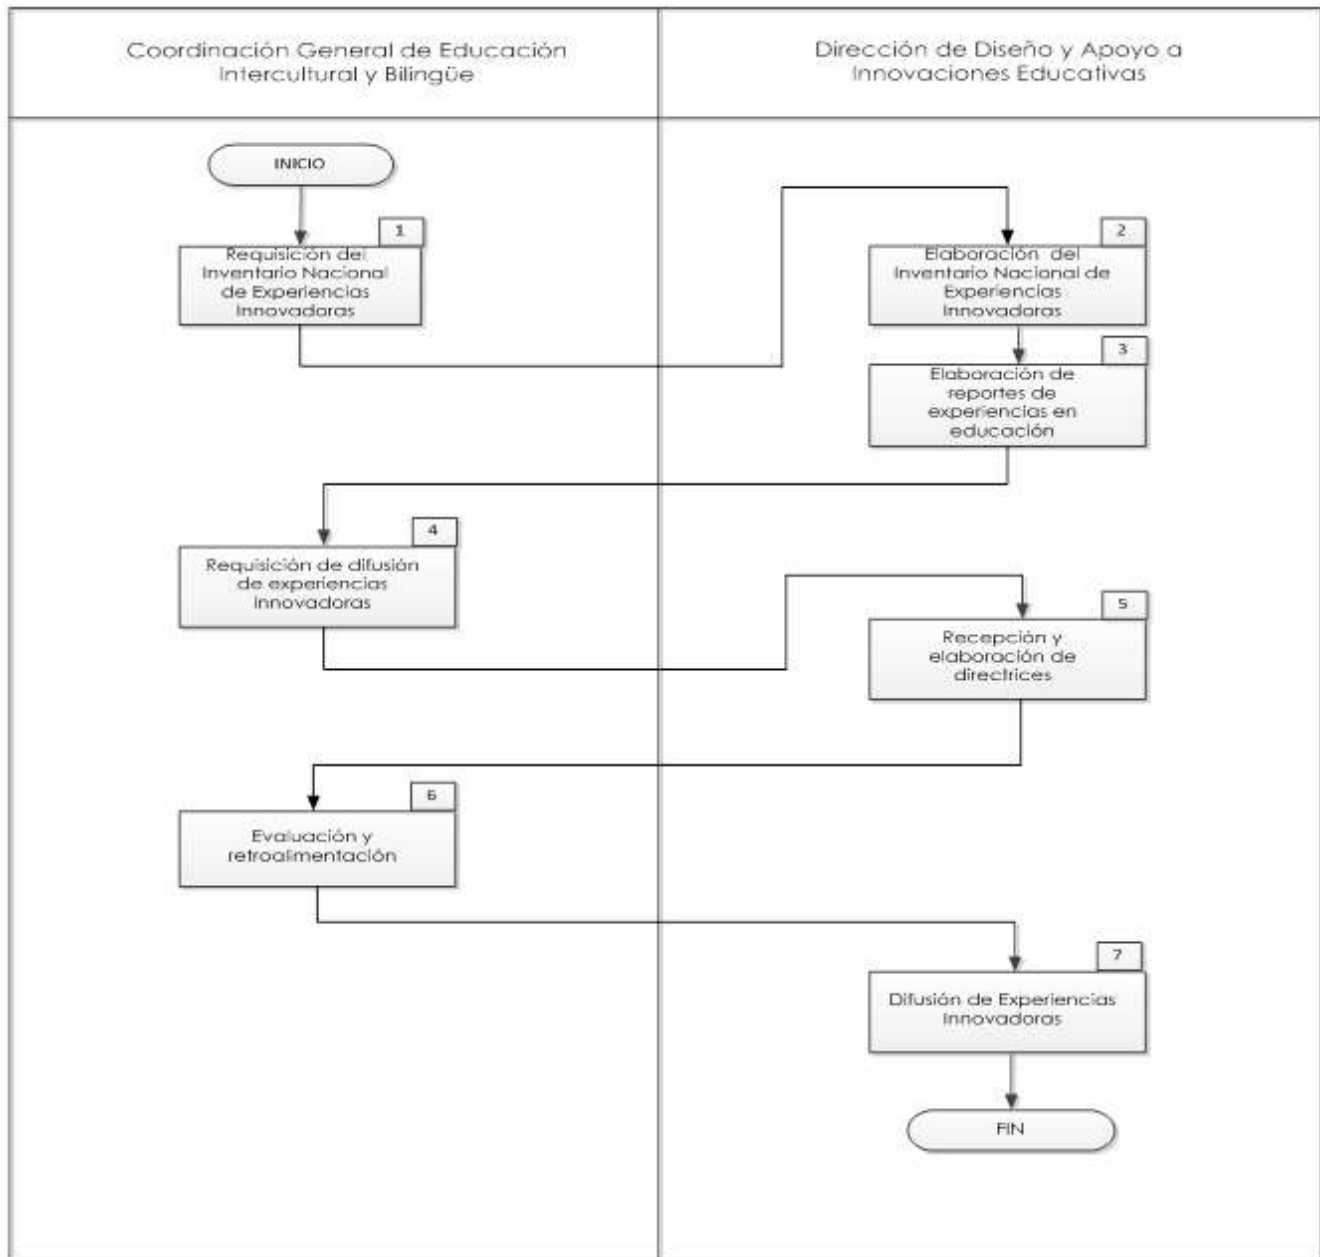 Coordinación General de Educación
Intercultural y Bilingüe
Dirección de Diseño y Apoyo a
Innovaciones Educativas
INICIO
1
Requisición del
Inventario Nacional
de Experiencias
Innovadoras
2
Elaboración del
Inventario Nacional de
Experiencias
Innovadoras
3
Elaboración de
reportes de
experiencias en
educación
4
Requisición de difusión
de experiencias
innovadoras
5
Recepción y
elaboración de
directrices
6
Evaluación y
retroalimentación
7
Difusión de Experiencias
Innovadoras
FIN